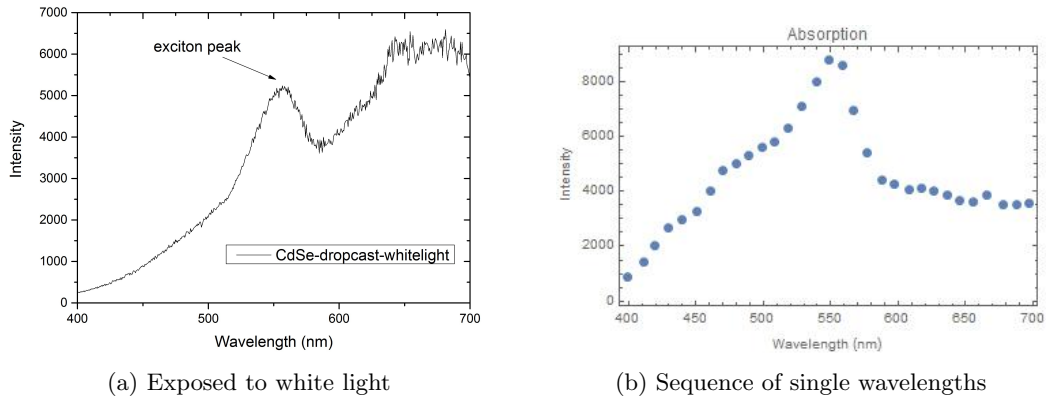 7000
6000
5000
4000
3000
2000
1000
0
Intensity
exciton peak
CdSe-dropcast-whitelight
400
500
600
700
Wavelength (nm)
(a) Exposed to white light
Absorption
8000
6000
4000
2000
0
Intensity
400
450
500
550
600
650
700
Wavelength (nm)
(b) Sequence of single wavelengths